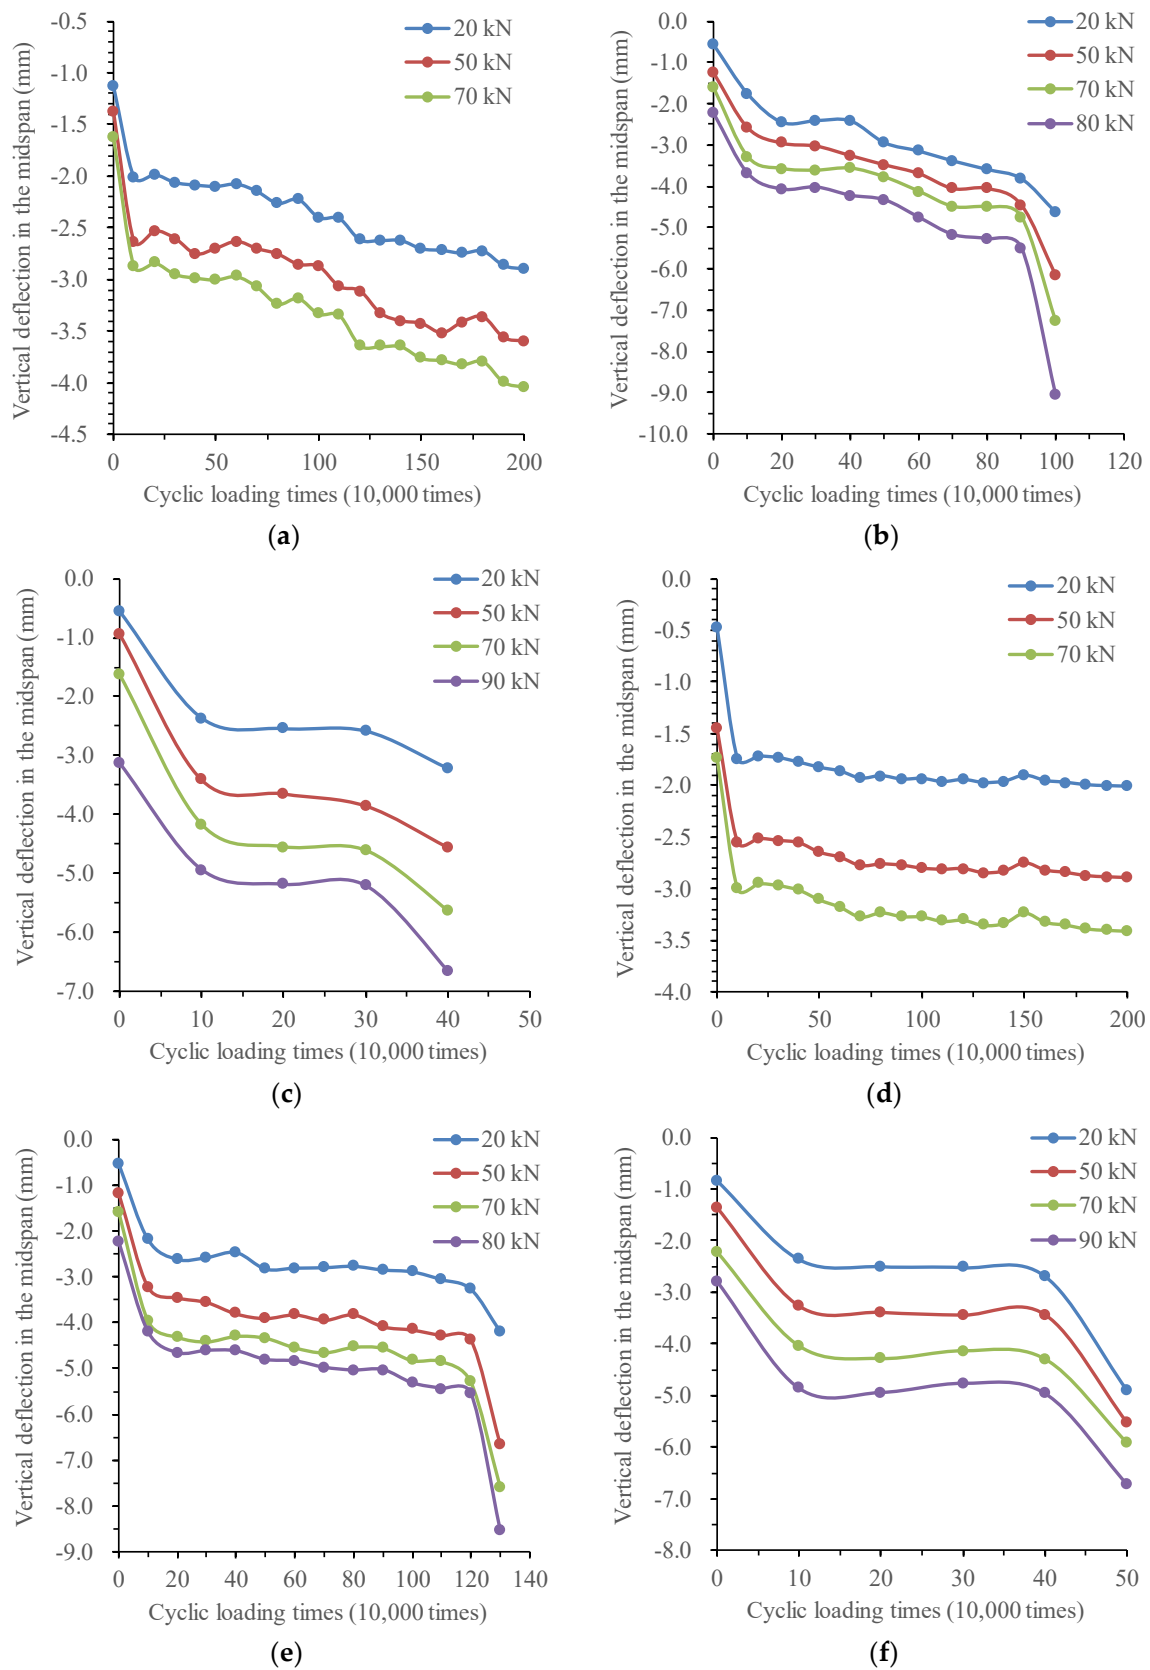 Vertical deflection in the midspan (mm)
-0.5
-1.0
-1.5
-2.0
-2.5
-3.0
-3.5
-4.0
-4.5
20 kN
50 kN
70 kN
0 50 100 150 200
Cyclic loading times (10,000 times)
(a)
Vertical deflection in the midspan (mm)
0.0
-1.0
-2.0
-3.0
-4.0
-5.0
-6.0
-7.0
-8.0
-9.0
-10.0
20 kN
50 kN
70 kN
80 kN
0 20 40 60 80 100 120
Cyclic loading times (10,000 times)
(b)
Vertical deflection in the midspan (mm)
0.0
-1.0
-2.0
-3.0
-4.0
-5.0
-6.0
-7.0
20 kN
50 kN
70 kN
90 kN
0 10 20 30 40 50
Cyclic loading times (10,000 times)
(c)
Vertical deflection in the midspan (mm)
0.0
-0.5
-1.0
-1.5
-2.0
-2.5
-3.0
-3.5
-4.0
20 kN
50 kN
70 kN
0 50 100 150 200
Cyclic loading times (10,000 times)
(d)
Vertical deflection in the midspan (mm)
0.0
-1.0
-2.0
-3.0
-4.0
-5.0
-6.0
-7.0
-8.0
-9.0
20 kN
50 kN
70 kN
80 kN
0 20 40 60 80 100 120 140
Cyclic loading times (10,000 times)
(e)
Vertical deflection in the midspan (mm)
0.0
-1.0
-2.0
-3.0
-4.0
-5.0
-6.0
-7.0
-8.0
20 kN
50 kN
70 kN
90 kN
0 10 20 30 40 50
Cyclic loading times (10,000 times)
(f)